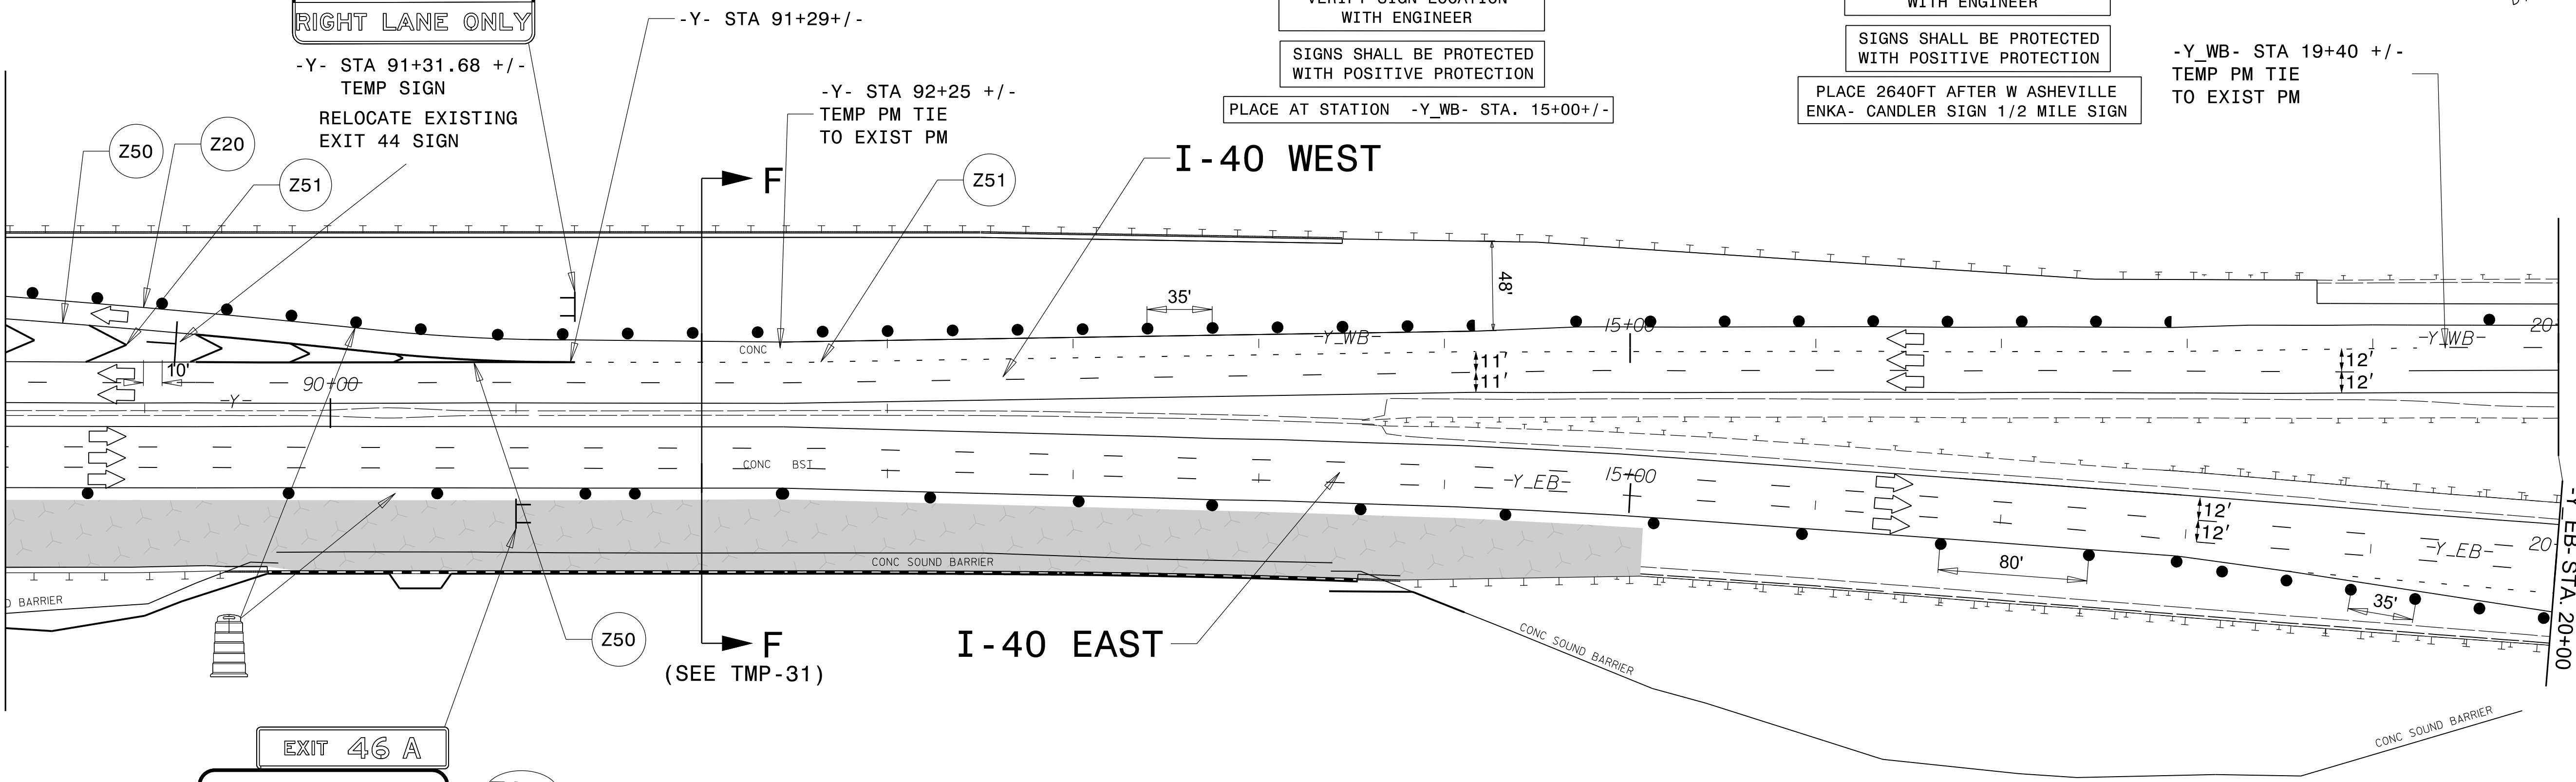 RIGHT LANE ONLY
-Y- STA 91+31.68 +/-
TEMP SIGN
RELOCATE EXISTING
EXIT 44 SIGN
-Y- STA 91+29+/-
-Y- STA 92+25 +/-
TEMP PM TIE
TO EXIST PM
VERIFY SIGN LOCATION
WITH ENGINEER
SIGNS SHALL BE PROTECTED
WITH POSITIVE PROTECTION
PLACE AT STATION -Y_WB- STA. 15+00+/-
WITH ENGINEER
SIGNS SHALL BE PROTECTED
WITH POSITIVE PROTECTION
PLACE 2640FT AFTER W ASHEVILLE
ENKA- CANDLER SIGN 1/2 MILE SIGN
-Y_WB- STA 19+40 +/-
TEMP PM TIE
TO EXIST PM
Z50
Z20
Z51
F
Z51
I-40 WEST
35'
48'
CONC
-Y_WB-
15+00
-Y_WB-
20
10'
90+00
-Y-
11'
11'
12'
12'
CONC BST
-Y_EB-
15+00
12'
12'
-Y_EB-
20
-Y_EB- STA. 20+00
CONC SOUND BARRIER
80'
35'
D BARRIER
Z50
F
(SEE TMP-31)
I-40 EAST
CONC SOUND BARRIER
CONC SOUND BARRIER
EXIT 46 A